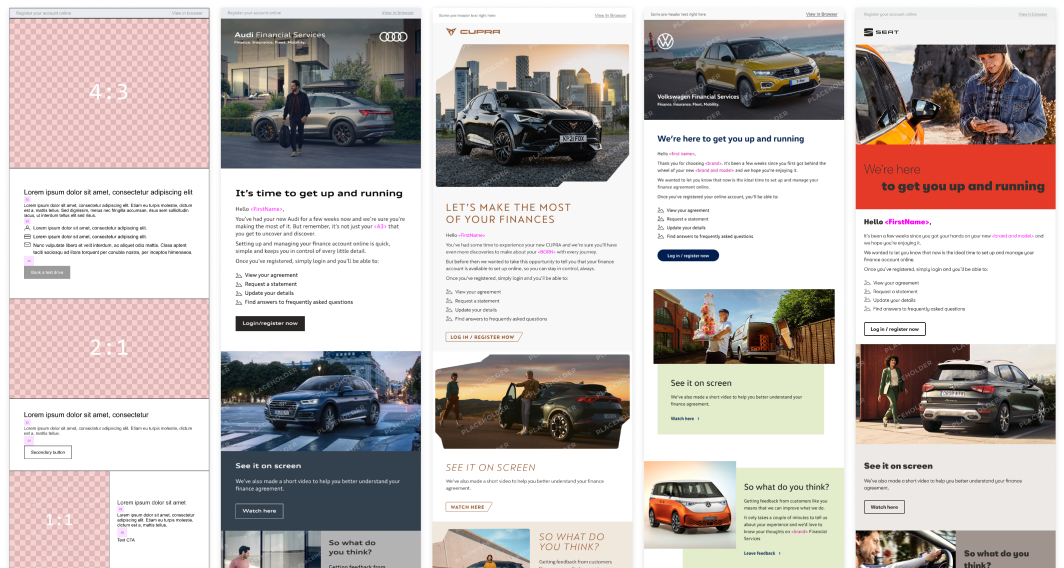 Register your account online
View in browser
4:3
Lorem ipsum dolor sit amet, consectetur adipiscing elit
Lorem ipsum dolor sit amet, consectetur adipiscing elit. Etiam eu turpis molestie, dictum
est a, mattis tellus. Sed dignissim, metus nec fringilla accumsan, risus sem sollicitudin
lacus, ut interdum tellus elit sed risus.
Lorem ipsum dolor sit amet, consectetur adipiscing elit.
Lorem ipsum dolor sit amet, consectetur adipiscing elit.
Nunc vulputate libero et velit interdum, ac aliquet odio mattis. Class aptent
taciti sociosqu ad litora torquent per conubia nostra, per inceptos himenaeos.
Book a test drive
2:1
Lorem ipsum dolor sit amet, consectetur
Lorem ipsum dolor sit amet, consectetur adipiscing elit. Etiam eu turpis molestie, dictum
est a, mattis tellus.
Secondary button
1:1
Lorem ipsum dolor sit amet
Lorem ipsum dolor sit amet, consectetur
adipiscing elit. Etiam eu turpis molestie,
dictum est a, mattis tellus.
Text CTA
Register your account online
View in Browser
Audi Financial Services
Finance. Insurance. Fleet. Mobility.
It's time to get up and running
Hello <FirstName>,
You've had your new Audi for a few weeks now and we're sure you're
making the most of it. But remember, it's not just your <A3> that
you get to uncover and discover.
Setting up and managing your finance account online is quick,
simple and keeps you in control of every little detail.
Once you've registered, simply login and you'll be able to:
View your agreement
Request a statement
Update your details
Find answers to frequently asked questions
Login/register now
See it on screen
We've also made a short video to help you better understand your
finance agreement.
Watch here
So what do
you think?
Getting feedback from
Some pre-header text right here
View in Browser
CUPRA
PLACEHOLDER
LET'S MAKE THE MOST
OF YOUR FINANCES
Hello <FirstName>
You've had some time to experience your new CUPRA and we're sure you'll have
even more discoveries to make about your <NCRN> with every journey.
But before then we wanted to take this opportunity to tell you that your finance
account is available to set up online, so you can stay in control, always.
Once you've registered, simply login and you'll be able to:
View your agreement
Request a statement
Update your details
Find answers to frequently asked questions
LOG IN / REGISTER NOW
PLACEHOLDER
SEE IT ON SCREEN
We've also made a short video to help you better understand your finance
agreement.
WATCH HERE
SO WHAT DO
YOU THINK?
Getting feedback from customers
Some pre-header text right here
View in Browser
PLACEHOLDER
Volkswagen Financial Services
Finance. Insurance. Fleet. Mobility.
We're here to get you up and running
Hello <first name>,
Thank you for choosing <brand>. It's been a few weeks since you first got behind the
wheel of your new <brand and model> and we hope you're enjoying it.
We wanted to let you know that now is the ideal time to set up and manage your
finance agreement online.
Once you've registered your online account, you'll be able to:
View your agreement
Request a statement
Update your details
Find answers to frequently asked questions
Log in / register now
See it on screen
We've also made a short video to help you better understand your
finance agreement.
Watch here
So what do you think?
Getting feedback from customers like you
means that we can improve what we do.
It only takes a couple of minutes to tell us
about your experience and we'd love to
know your thoughts on <brand> Financial
Services
Leave feedback
Register your account online
View in Browser
SEAT
PLACEHOLDER
We're here
to get you up and running
Hello <FirstName>,
It's been a few weeks since you got your hands on your new <brand and model> and
we hope you're enjoying it.
We wanted to let you know that now is the ideal time to set up and manage your
finance account online.
Once you've registered, simply login and you'll be able to:
View your agreement
Request a statement
Update your details
Find answers to frequently asked questions
Log in / register now
PLACEHOLDER
See it on screen
We've also made a short video to help you better understand your finance
agreement.
Watch here
So what do you
think?